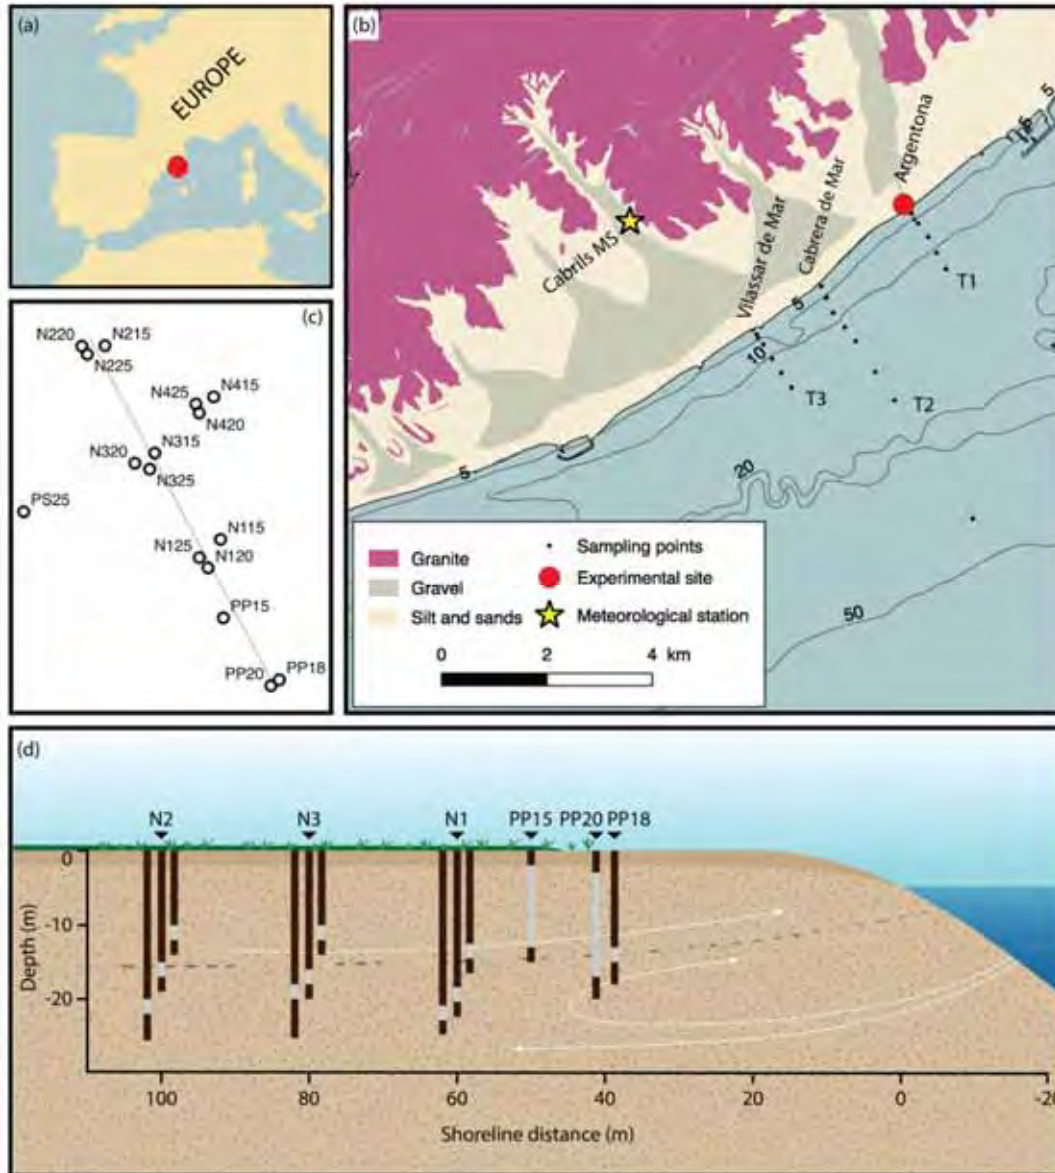 (a)
EUROPE
(b)
Argentona
Cabrera de Mar
Vilassar de Mar
Cabrils MS
T1
T2
T3
5
5
10
5
20
50
Granite
Gravel
Silt and sands
Sampling points
Experimental site
Meteorological station
0 2 4 km
(c)
N220 N215
N225
N425 N415
N420
N315
N320
N325
PS25
N115
N125 N120
PP15
PP20 PP18
(d)
N2 N3 N1 PP15 PP20 PP18
Depth (m)
0
-10
-20
100 80 60 40 20 0 -20
Shoreline distance (m)